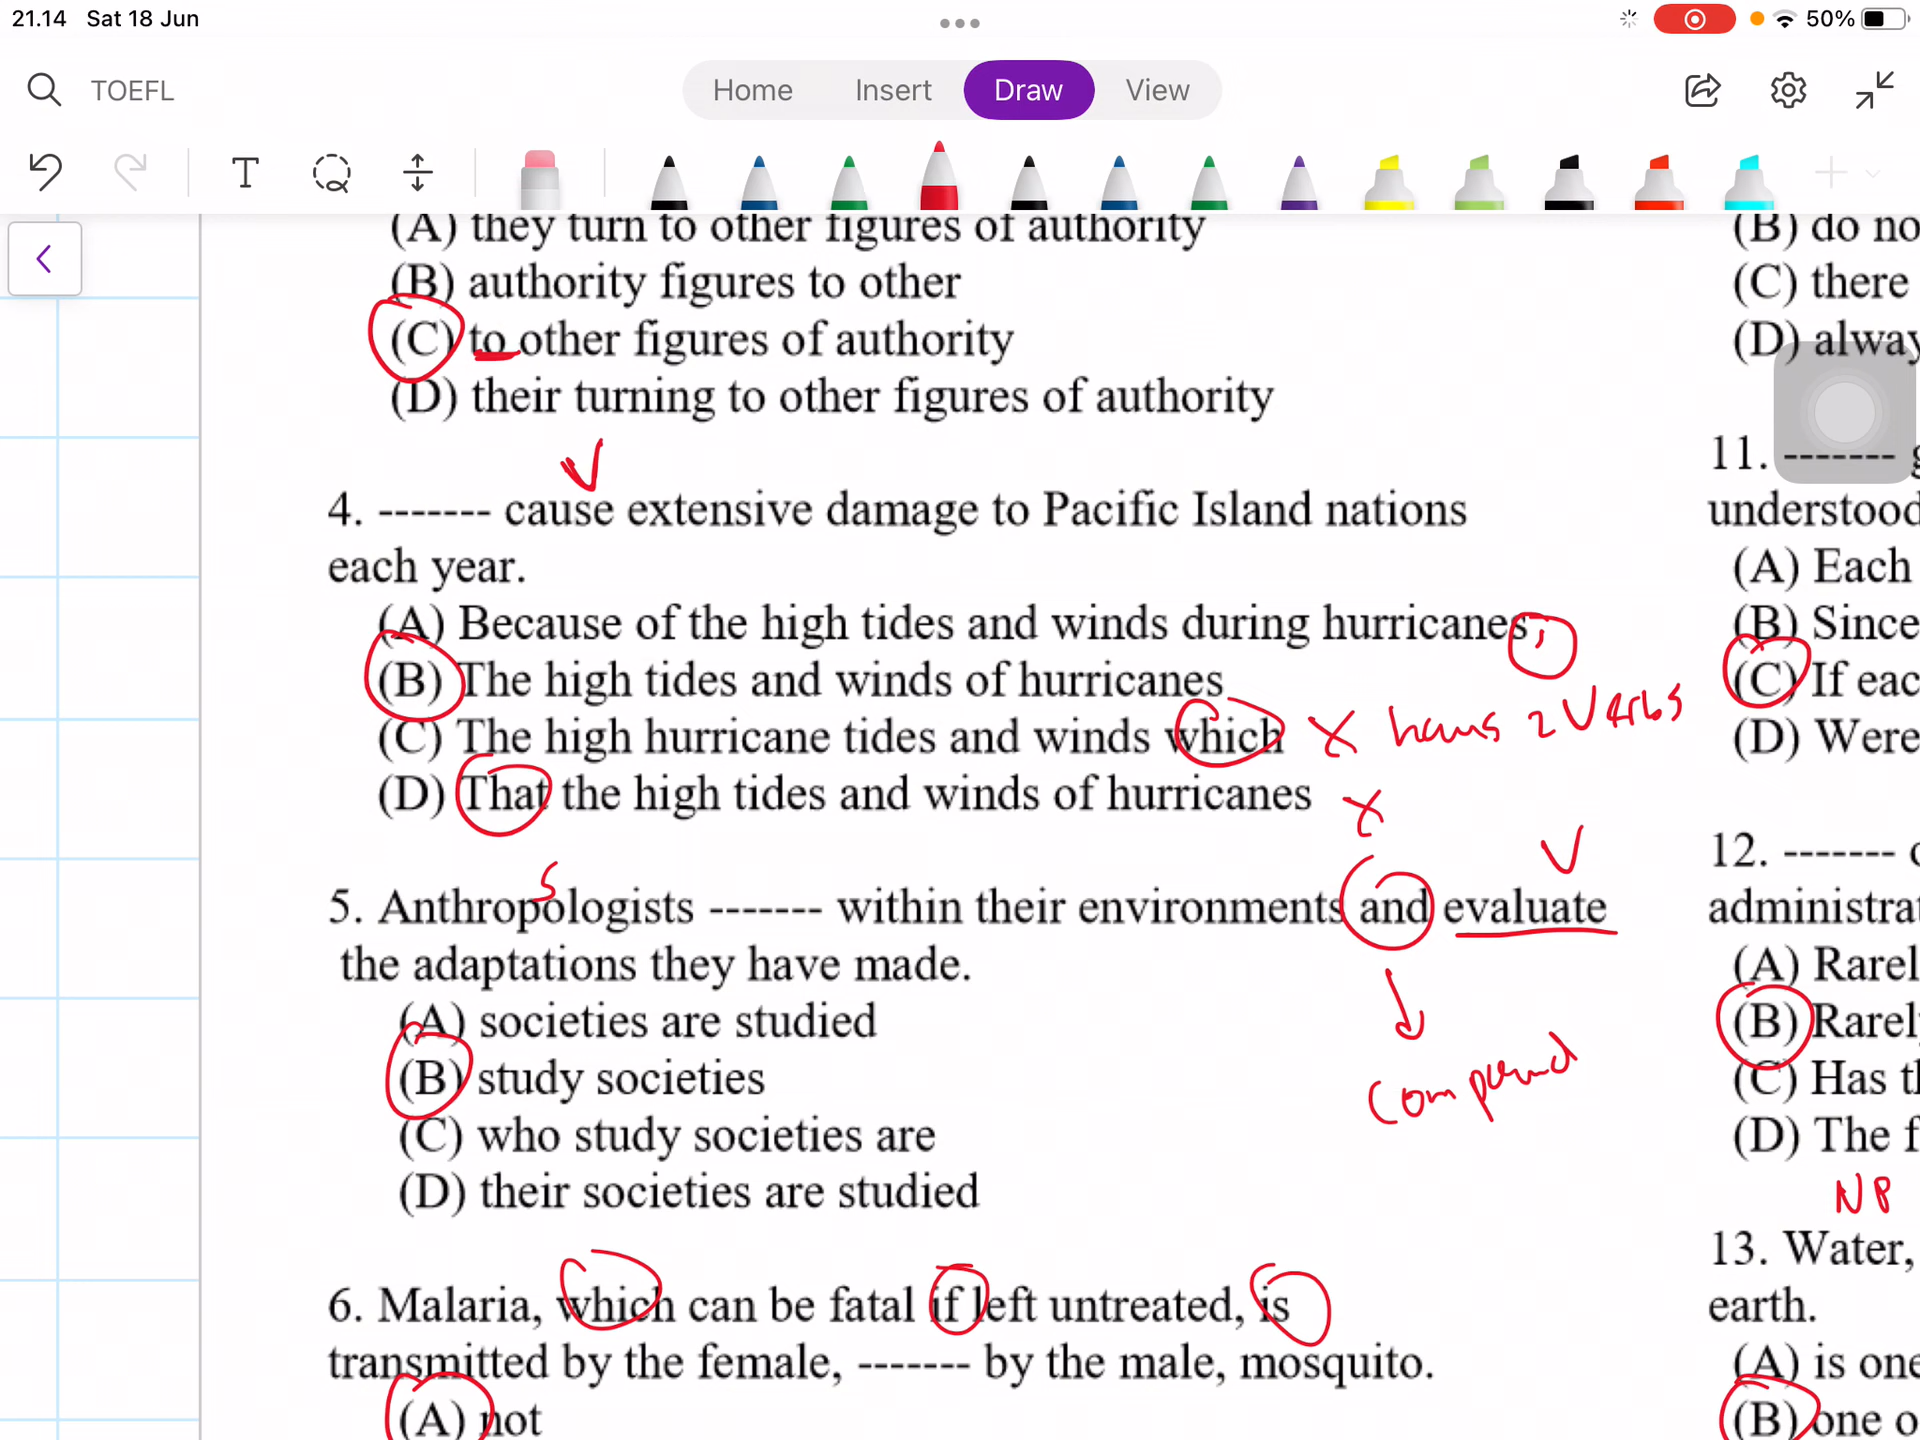 21.14 Sat 18 Jun
50%
TOEFL
Home Insert Draw View
T
(A) they turn to other figures of authority
(B) authority figures to other
(C) to other figures of authority
(D) their turning to other figures of authority
V
4. ------- cause extensive damage to Pacific Island nations
each year.
(A) Because of the high tides and winds during hurricanes,
(B) The high tides and winds of hurricanes
(C) The high hurricane tides and winds which X harus 2 Verbs
(D) That the high tides and winds of hurricanes X
S V
5. Anthropologists ------- within their environments and evaluate
the adaptations they have made.
(A) societies are studied
(B) study societies
(C) who study societies are
(D) their societies are studied
compound
6. Malaria, which can be fatal if left untreated, is
transmitted by the female, ------- by the male, mosquito.
(A) not
(B) do no
(C) there
(D) alway
11. -------
understood
(A) Each
(B) Since
(C) If eac
(D) Were
12. -------
administra
(A) Rarel
(B) Rarel
(C) Has t
(D) The f
NP
13. Water,
earth.
(A) is one
(B) one o